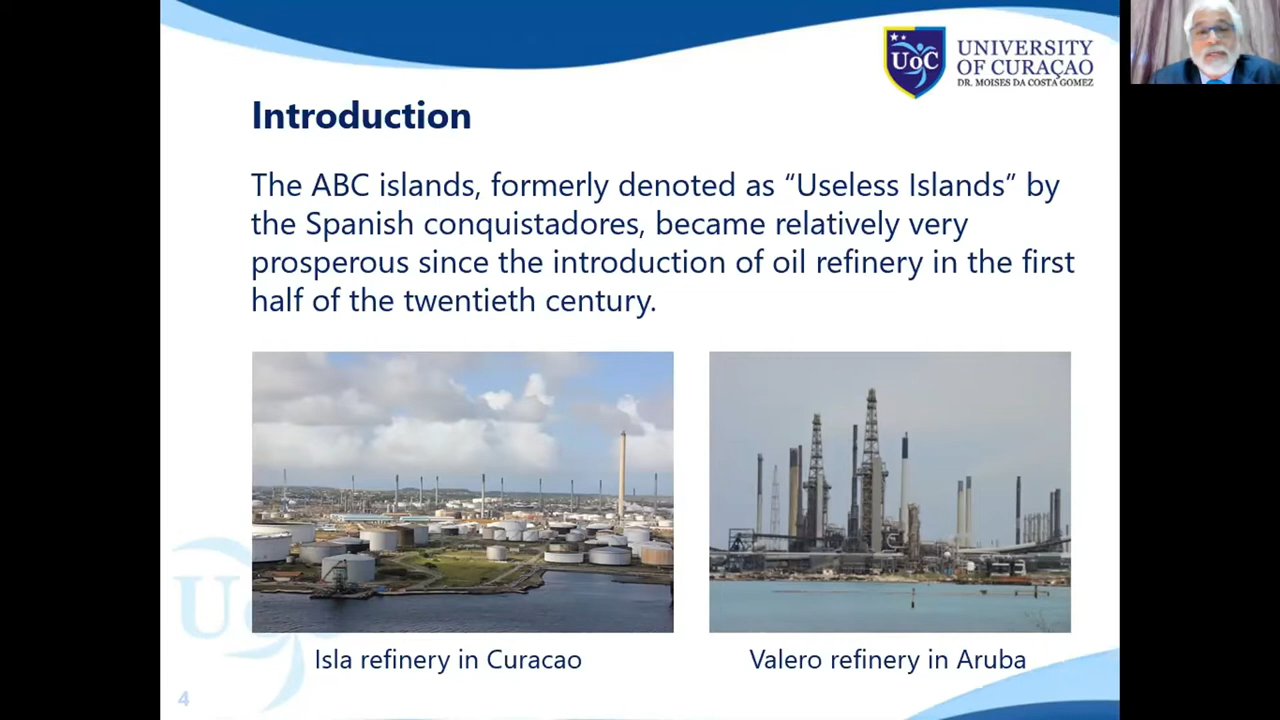 UoC
UNIVERSITY
OF CURAÇAO
DR. MOISES DA COSTA GOMEZ
Introduction
The ABC islands, formerly denoted as “Useless Islands” by
the Spanish conquistadores, became relatively very
prosperous since the introduction of oil refinery in the first
half of the twentieth century.
Isla refinery in Curacao
Valero refinery in Aruba
UoC
4